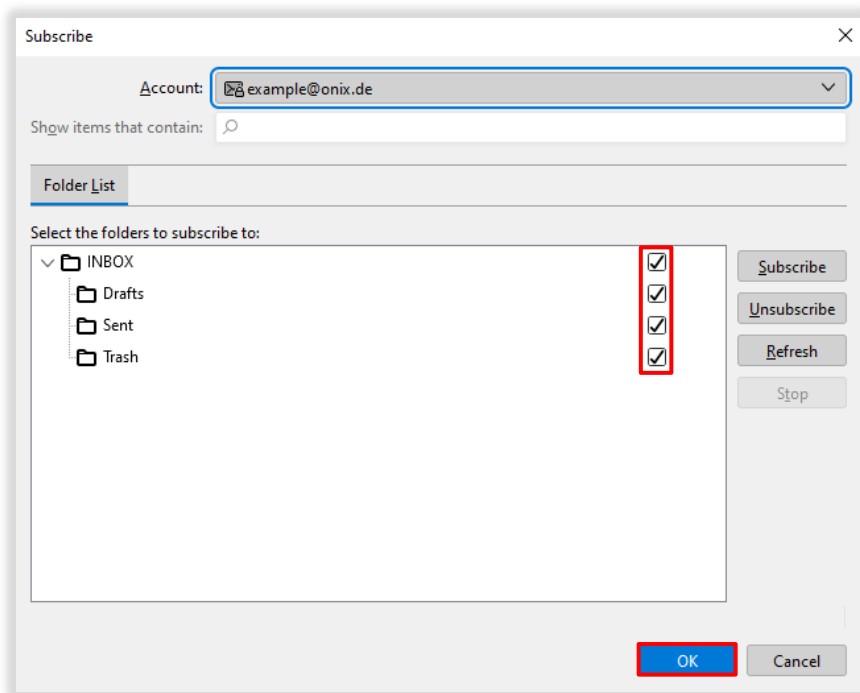 Subscribe
Account: example@onix.de
Show items that contain:
Folder List
Select the folders to subscribe to:
INBOX
Drafts
Sent
Trash
Subscribe
Unsubscribe
Refresh
Stop
OK Cancel